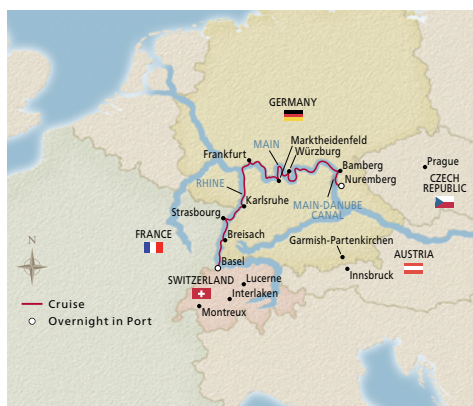 GERMANY
MAIN
Marktheidenfeld
Würzburg
Frankfurt
Bamberg
Prague
Nuremberg
CZECH
REPUBLIC
RHINE
Karlsruhe
MAIN-DANUBE
CANAL
Strasbourg
FRANCE
Breisach
Garmish-Partenkirchen
N
Basel
AUSTRIA
Innsbruck
SWITZERLAND
Lucerne
Interlaken
Montreux
Cruise
Overnight in Port